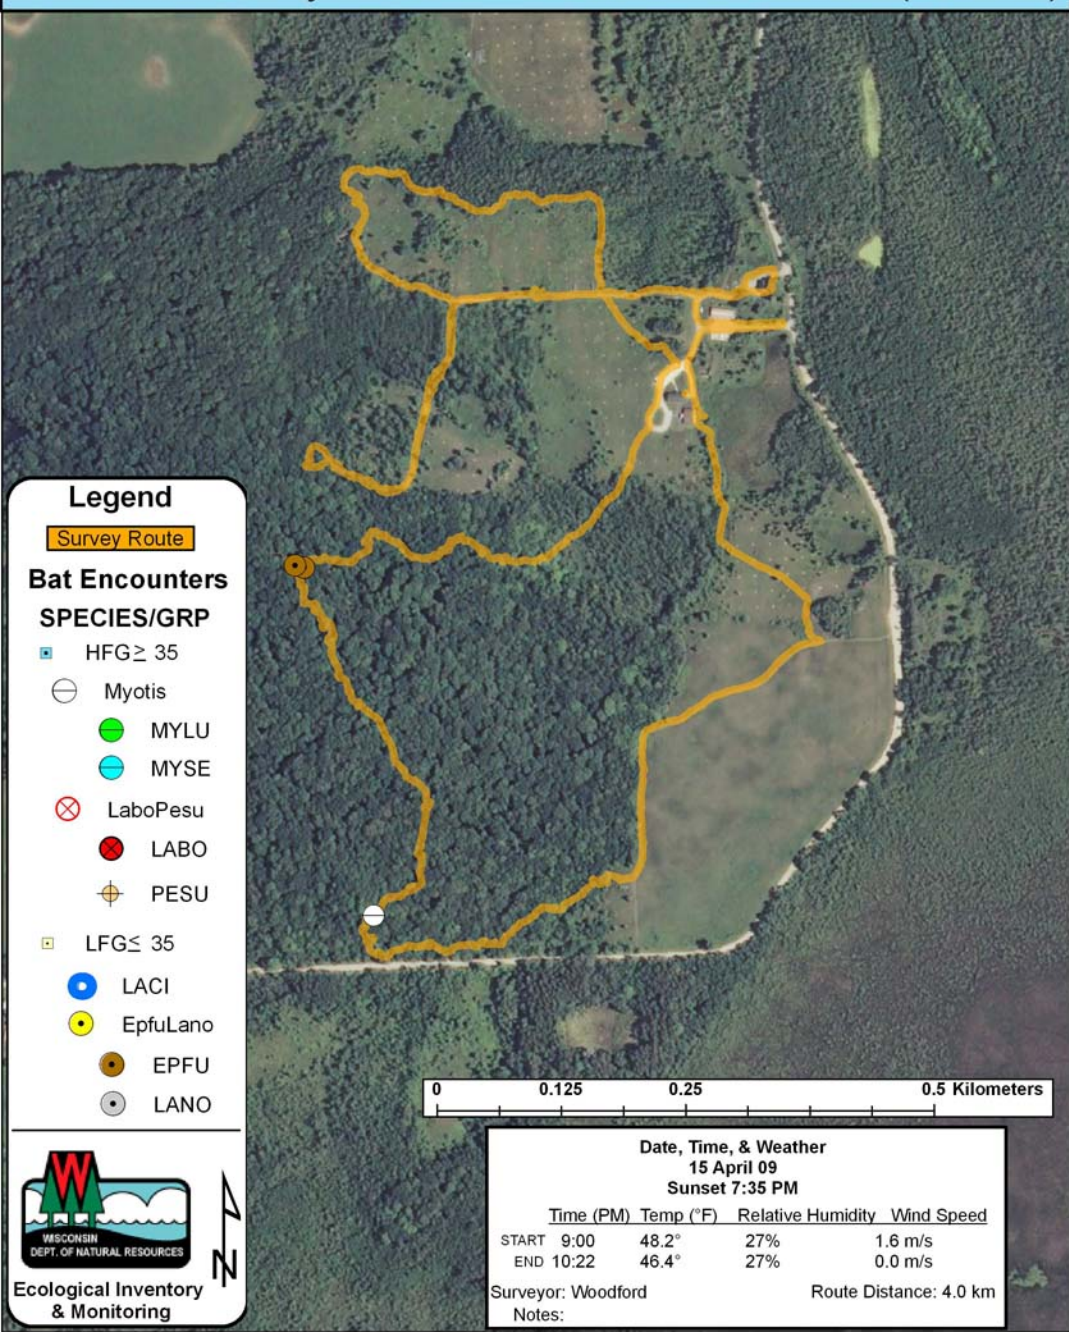 Legend
Survey Route
Bat Encounters
SPECIES/GRP
HFG≥ 35
Myotis
MYLU
MYSE
LaboPesu
LABO
PESU
LFG≤ 35
LACI
EpfuLano
EPFU
LANO
WISCONSIN
DEPT. OF NATURAL RESOURCES
N
Ecological Inventory
& Monitoring
0 0.125 0.25 0.5 Kilometers
Date, Time, & Weather
15 April 09
Sunset 7:35 PM
Time (PM) Temp (°F) Relative Humidity Wind Speed
START 9:00 48.2° 27% 1.6 m/s
END 10:22 46.4° 27% 0.0 m/s
Surveyor: Woodford Route Distance: 4.0 km
Notes: